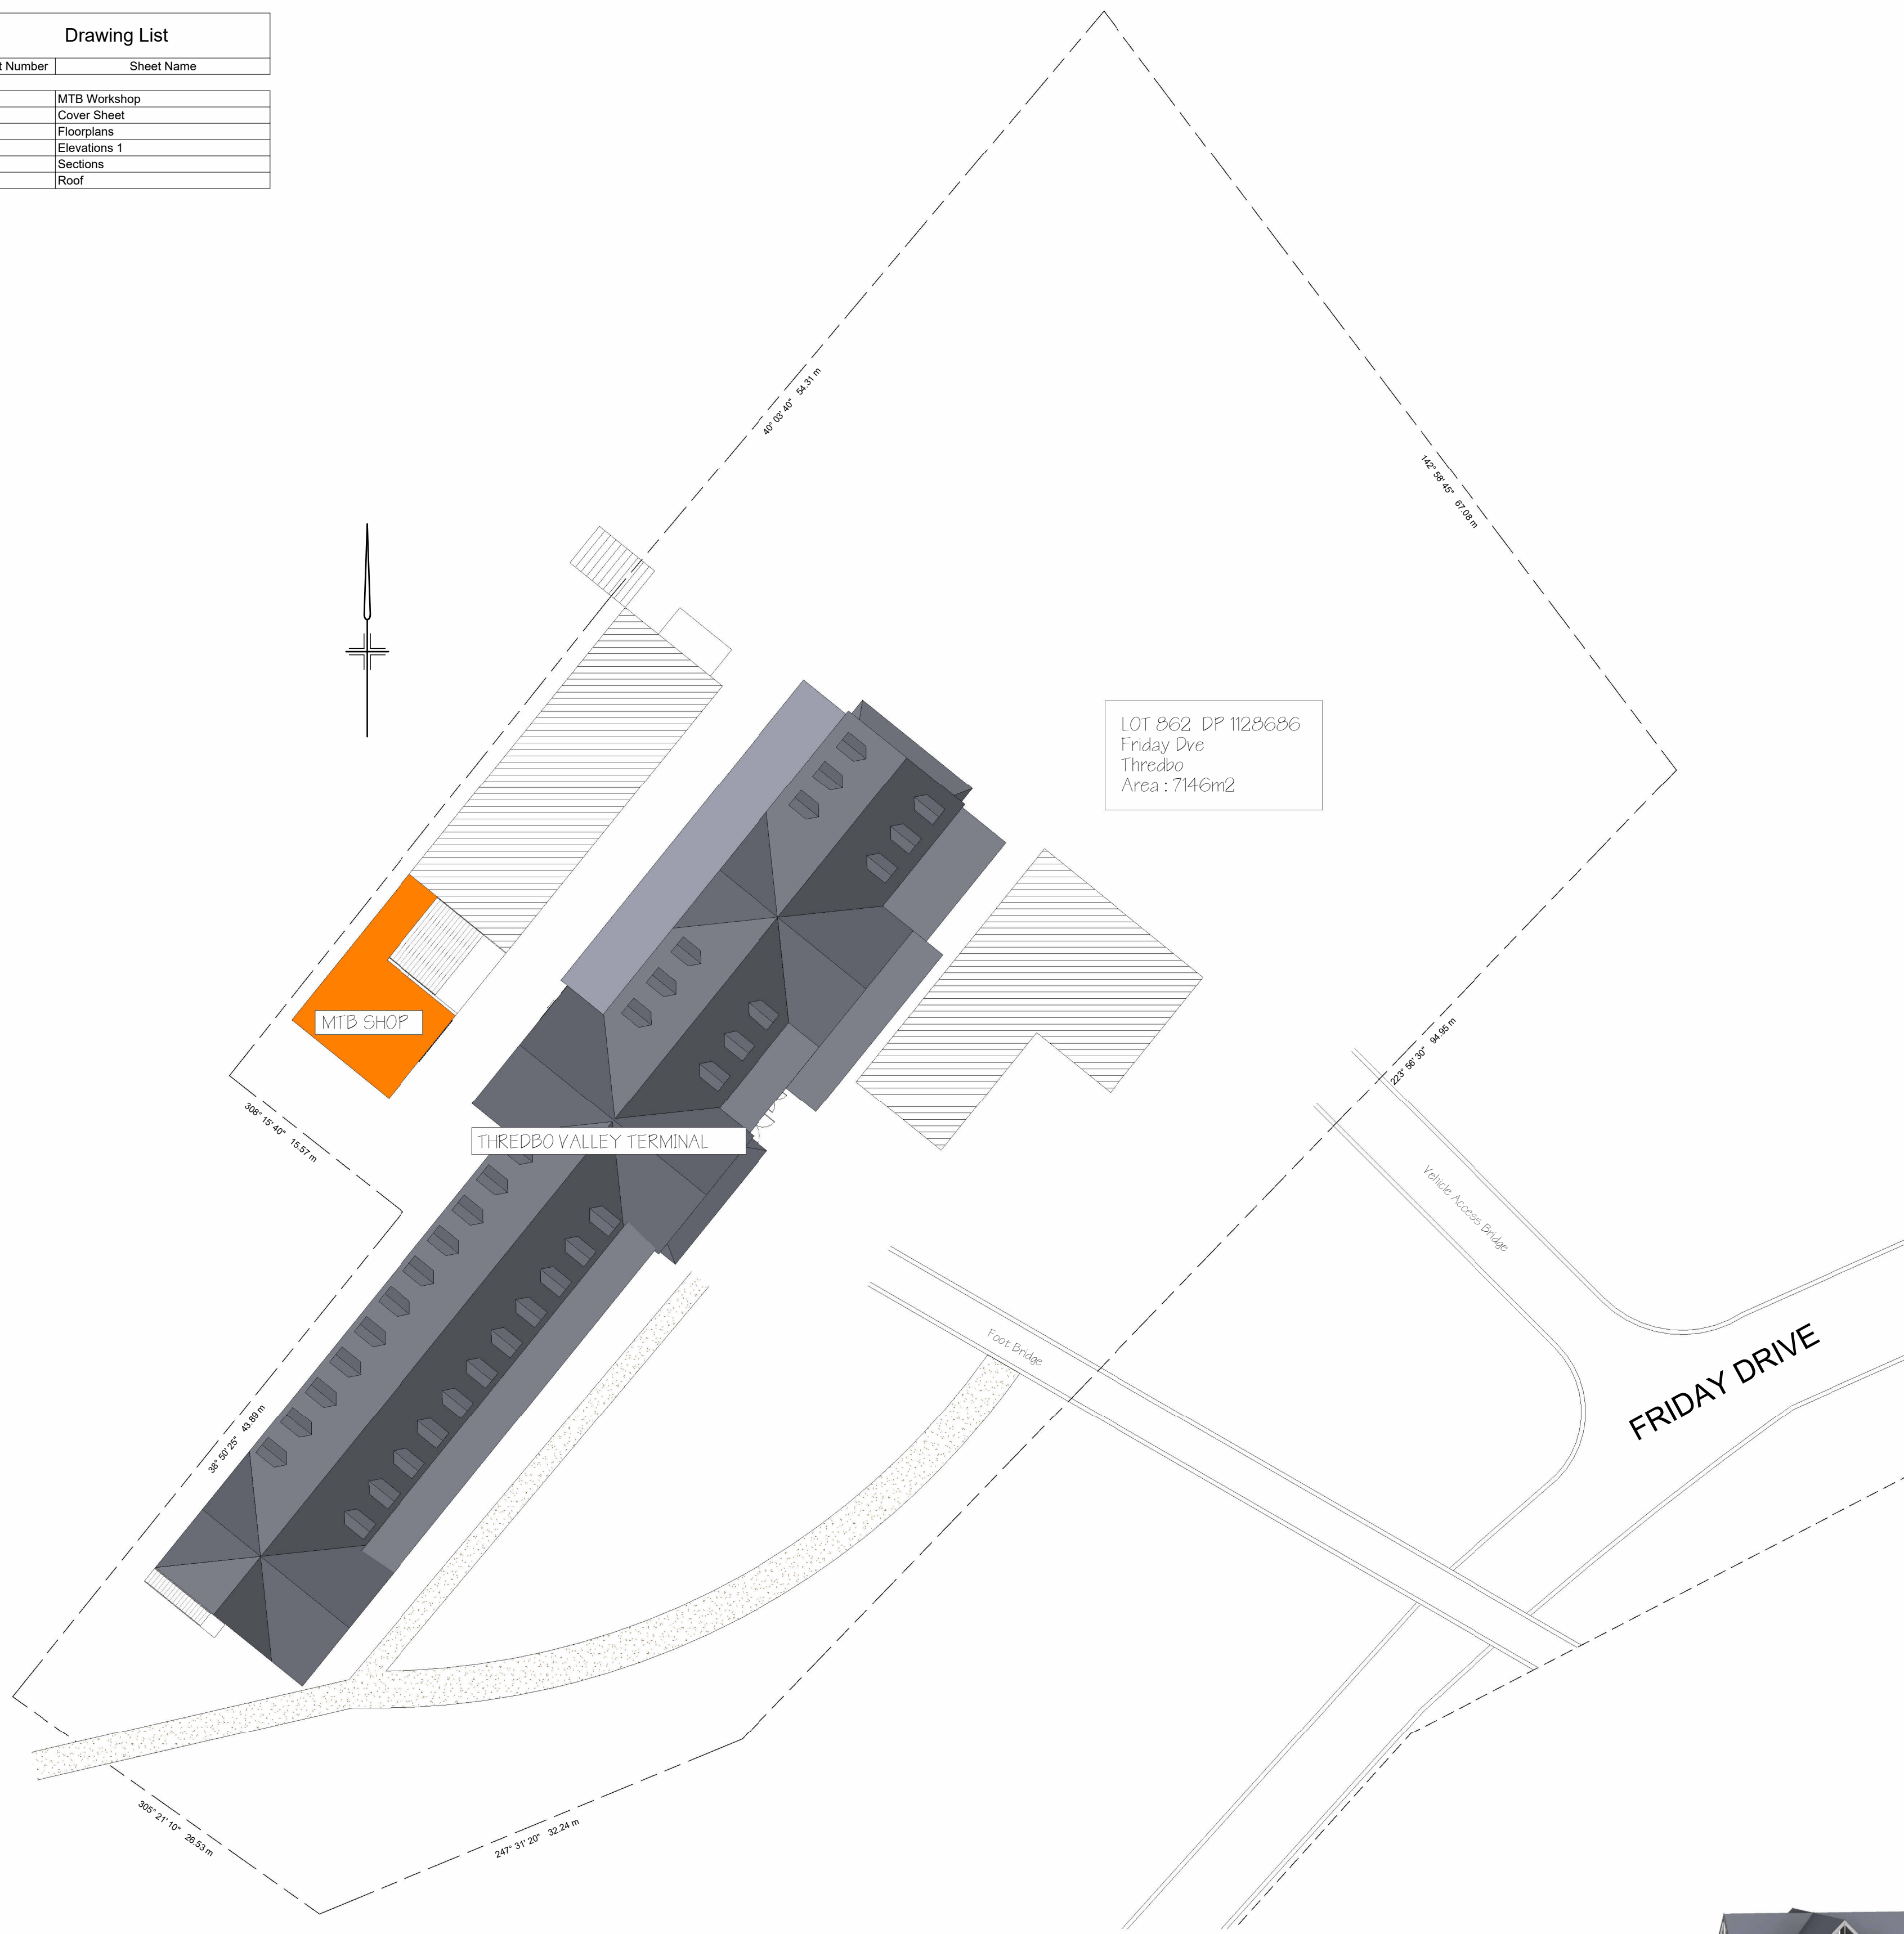 Drawing List
t Number Sheet Name
MTB Workshop
Cover Sheet
Floorplans
Elevations 1
Sections
Roof
40° 03' 40" 54.31 m
142° 58' 45" 67.08 m
LOT 862 DP 1128686
Friday Dve
Thredbo
Area : 7146m2
MTB SHOP
223° 56' 30" 94.95 m
308° 15' 40" 15.57 m
THREDBO VALLEY TERMINAL
Vehicle Access Bridge
Foot Bridge
FRIDAY DRIVE
38° 50' 25" 43.89 m
305° 21' 10" 26.53 m
247° 31' 20" 32.24 m